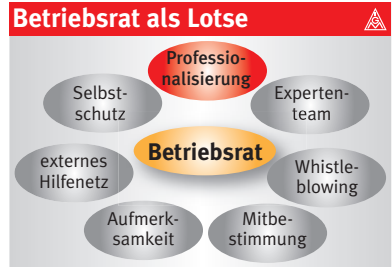 Betriebsrat als Lotse
Professio-
nalisierung
Selbst-
schutz
Experten-
team
Betriebsrat
externes
Hilfenetz
Whistle-
blowing
Aufmerk-
samkeit
Mitbe-
stimmung